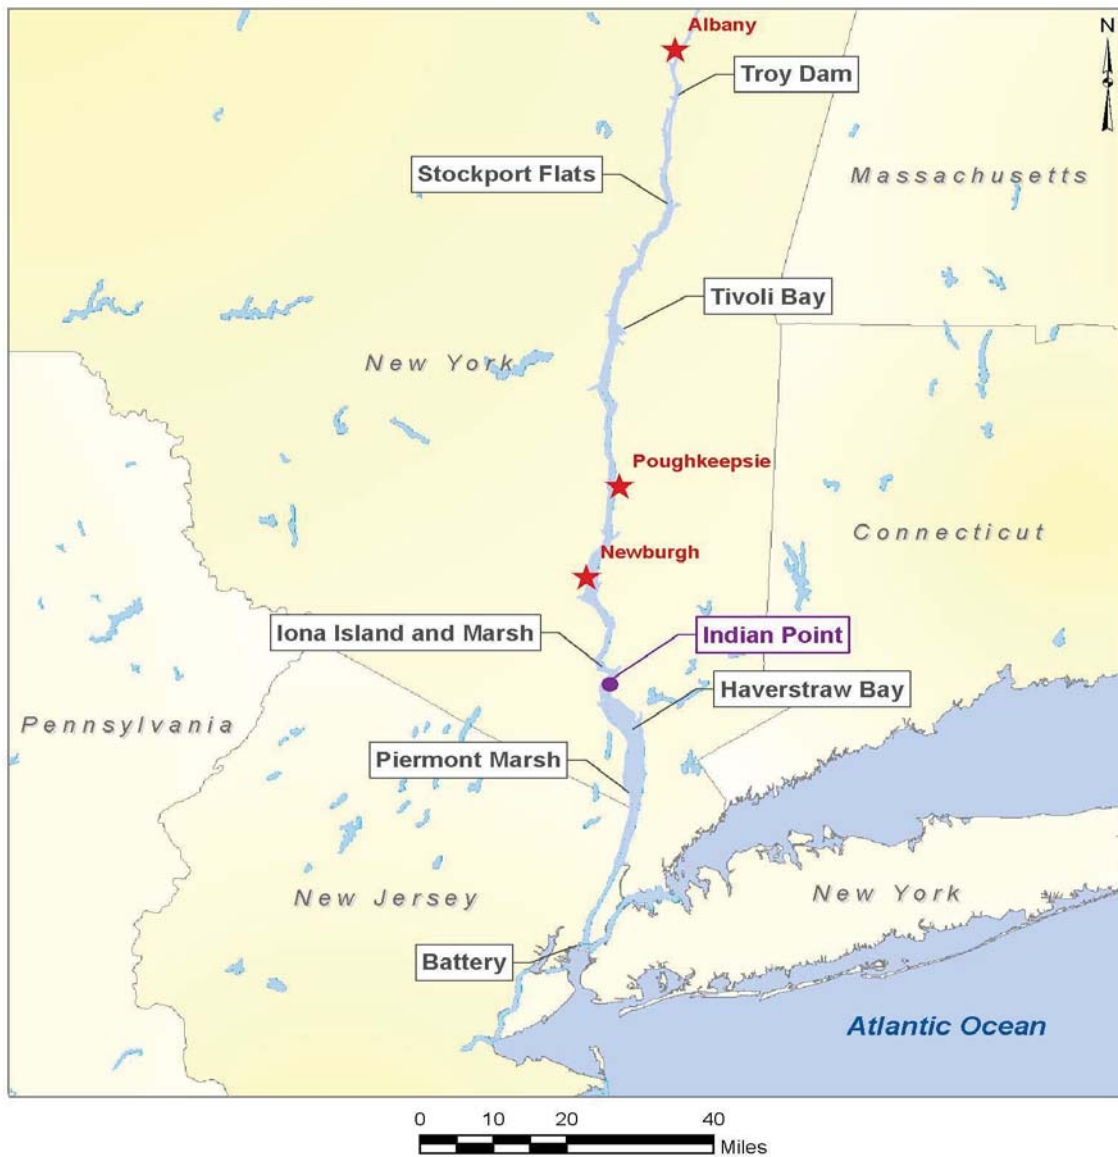 Albany
N
Troy Dam
Stockport Flats
Massachusetts
Tivoli Bay
New York
Poughkeepsie
Connecticut
Newburgh
Iona Island and Marsh
Indian Point
Haverstraw Bay
Pennsylvania
Piermont Marsh
New Jersey
New York
Battery
Atlantic Ocean
0 10 20 40
Miles